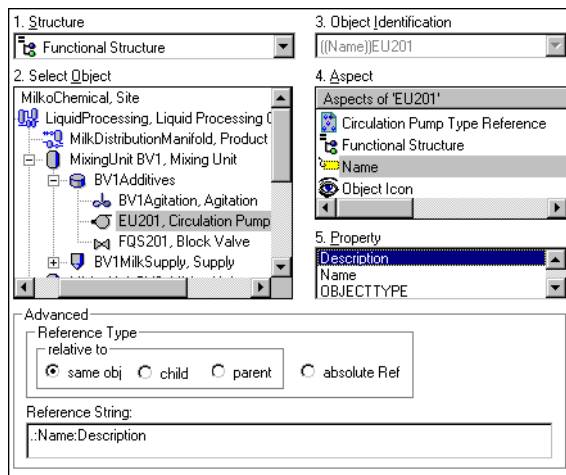 1. Structure
Functional Structure
2. Select Object
MilkoChemical, Site
LiquidProcessing, Liquid Processing
MilkDistributionManifold, Product
MixingUnit BV1, Mixing Unit
BV1Additives
BV1Agitation, Agitation
EU201, Circulation Pump
FQS201, Block Valve
BV1MilkSupply, Supply
3. Object Identification
((Name))EU201
4. Aspect
Aspects of 'EU201'
Circulation Pump Type Reference
Functional Structure
Name
Object Icon
5. Property
Description
Name
OBJECTTYPE
Advanced
Reference Type
relative to
same obj child parent absolute Ref
Reference String:
.:Name:Description